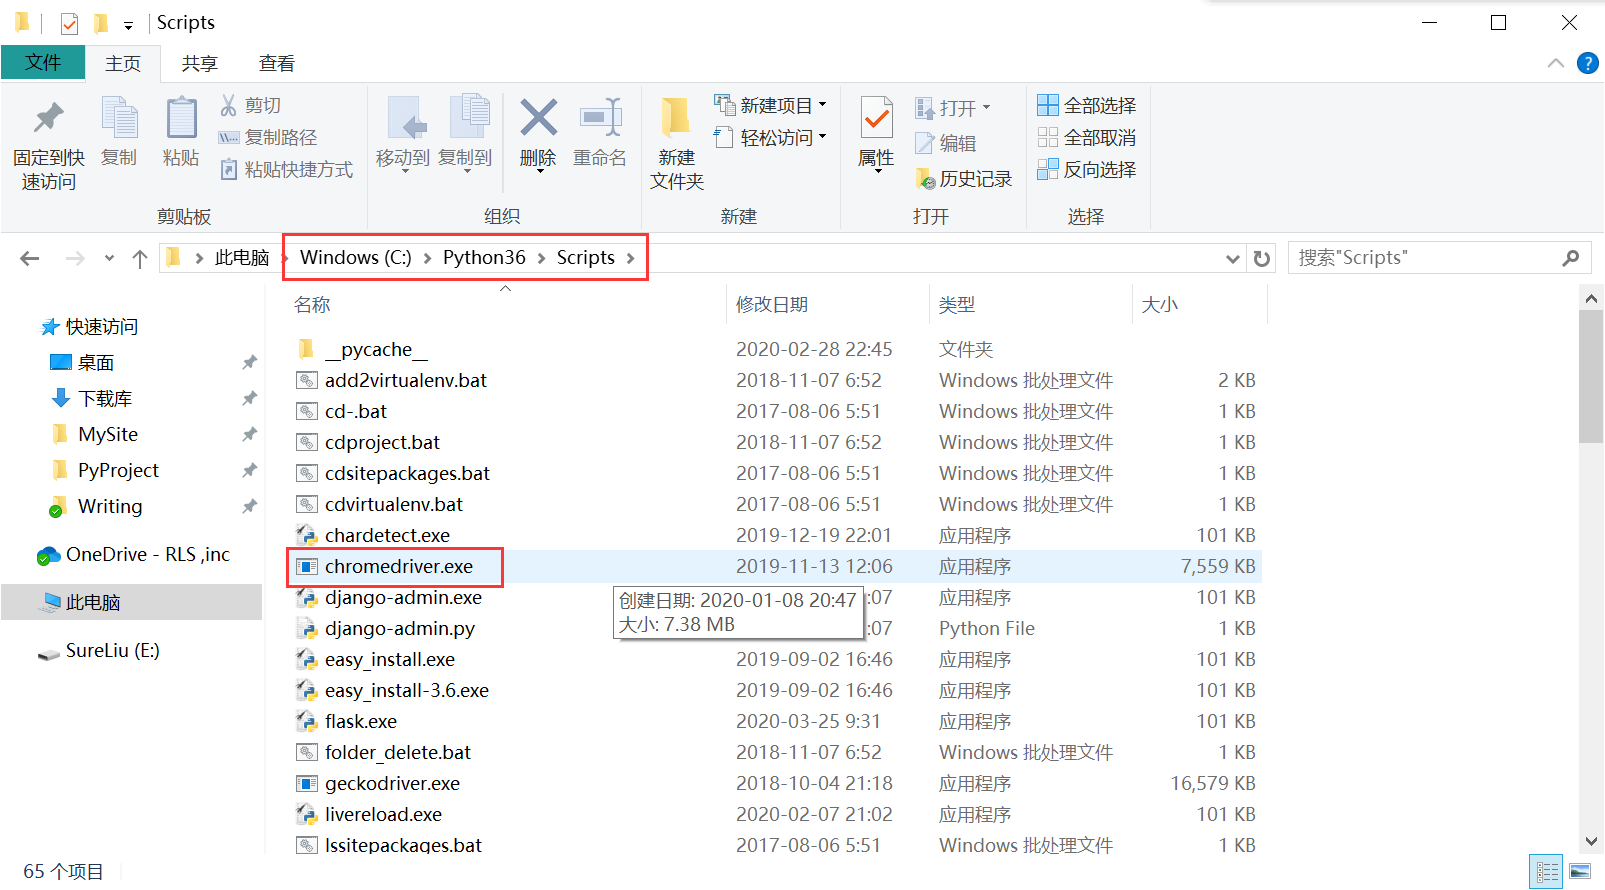 Scripts
文件 主页 共享 查看
固定到快速访问 复制 粘贴 剪切 复制路径 粘贴快捷方式 移动到 复制到 删除 重命名 新建文件夹 新建项目 轻松访问 属性 打开 编辑 历史记录 全部选择 全部取消 反向选择
剪贴板 组织 新建 打开 选择
此电脑 Windows (C:) Python36 Scripts 搜索"Scripts"
名称 修改日期 类型 大小
快速访问
桌面
下载库
MySite
PyProject
Writing
OneDrive - RLS ,inc
此电脑
SureLiu (E:)
__pycache__ 2020-02-28 22:45 文件夹
add2virtualenv.bat 2018-11-07 6:52 Windows 批处理文件 2 KB
cd-.bat 2017-08-06 5:51 Windows 批处理文件 1 KB
cdproject.bat 2018-11-07 6:52 Windows 批处理文件 1 KB
cdsitepackages.bat 2017-08-06 5:51 Windows 批处理文件 1 KB
cdvirtualenv.bat 2017-08-06 5:51 Windows 批处理文件 1 KB
chardetect.exe 2019-12-19 22:01 应用程序 101 KB
chromedriver.exe 2019-11-13 12:06 应用程序 7,559 KB
django-admin.exe :07 应用程序 101 KB
创建日期: 2020-01-08 20:47
大小: 7.38 MB
django-admin.py :07 Python File 1 KB
easy_install.exe 2019-09-02 16:46 应用程序 101 KB
easy_install-3.6.exe 2019-09-02 16:46 应用程序 101 KB
flask.exe 2020-03-25 9:31 应用程序 101 KB
folder_delete.bat 2018-11-07 6:52 Windows 批处理文件 1 KB
geckodriver.exe 2018-10-04 21:18 应用程序 16,579 KB
livereload.exe 2020-02-07 21:02 应用程序 101 KB
lssitepackages.bat 2017-08-06 5:51 Windows 批处理文件 1 KB
65 个项目